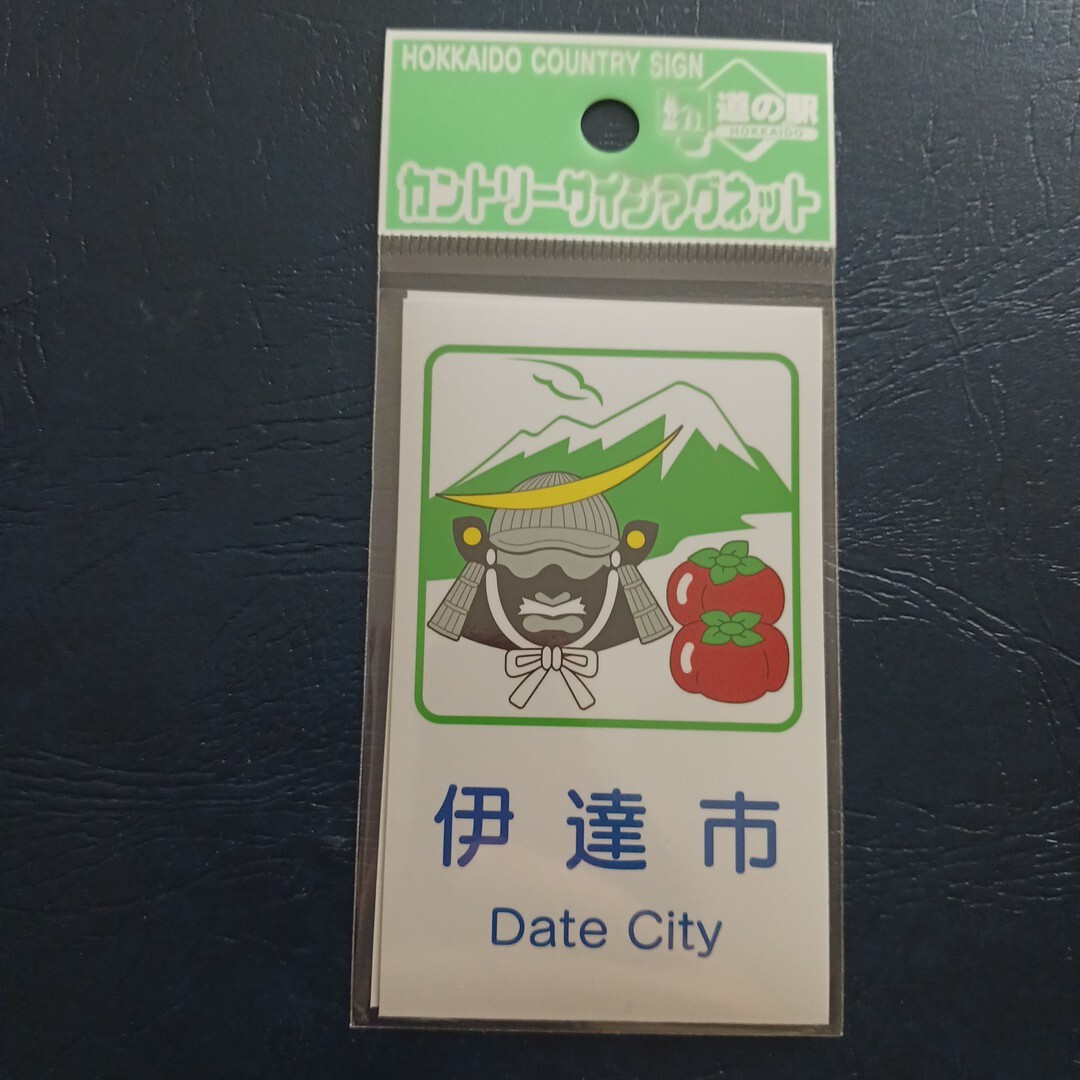 HOKKAIDO COUNTRY SIGN
道の駅
HOKKAIDO
カントリーサインマグネット
伊達市
Date City